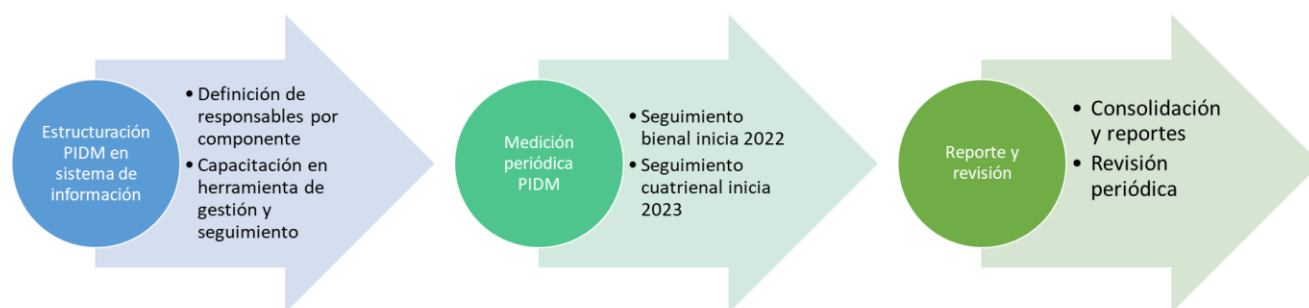 Estructuración
PIDM en
sistema de
información
• Definición de
responsables por
componente
• Capacitación en
herramienta de
gestión y
seguimiento
Medición
periódica
PIDM
• Seguimiento
bienal inicia 2022
• Seguimiento
cuatrienal inicia
2023
Reporte y
revisión
• Consolidación
y reportes
• Revisión
periódica